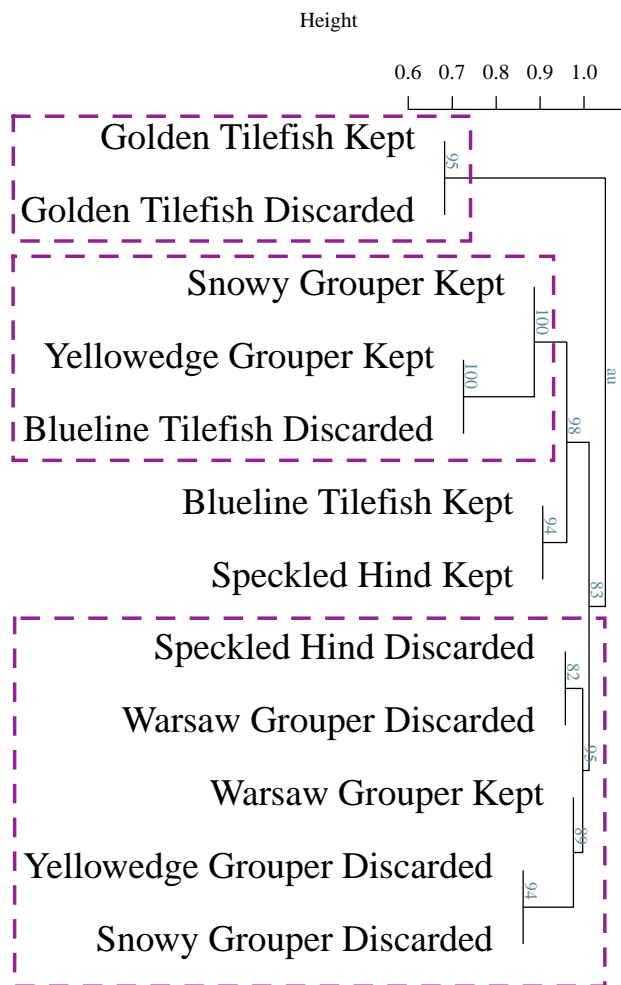 Height
0.6 0.7 0.8 0.9 1.0
Golden Tilefish Kept
95
Golden Tilefish Discarded
Snowy Grouper Kept
100
Yellowedge Grouper Kept
100
au
Blueline Tilefish Discarded
98
Blueline Tilefish Kept
94
Speckled Hind Kept
83
Speckled Hind Discarded
82
Warsaw Grouper Discarded
95
Warsaw Grouper Kept
89
Yellowedge Grouper Discarded
94
Snowy Grouper Discarded